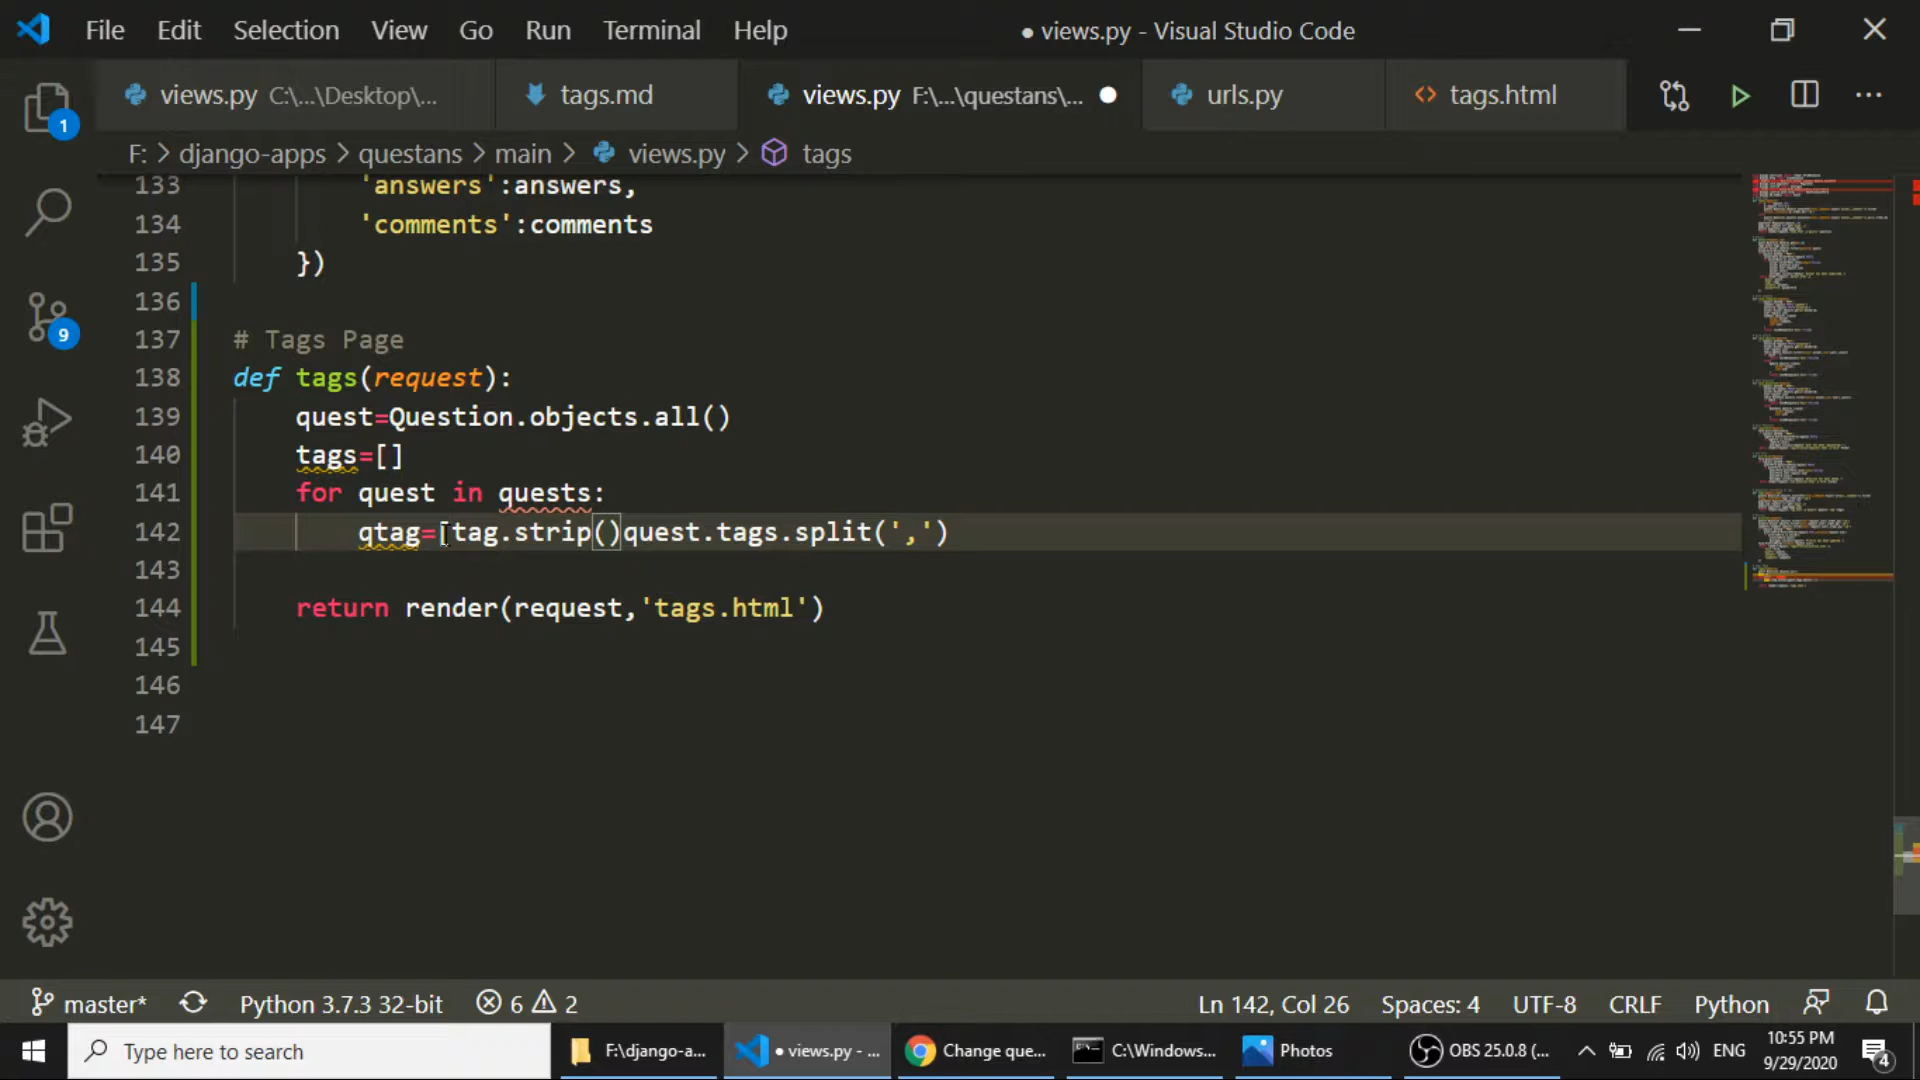 File Edit Selection View Go Run Terminal Help ● views.py - Visual Studio Code
views.py C:\...\Desktop\... tags.md views.py F:\...\questans\... urls.py tags.html
F: > django-apps > questans > main > views.py > tags
1
9
133 'answers':answers,
134 'comments':comments
135 })
136
137 # Tags Page
138 def tags(request):
139 quest=Question.objects.all()
140 tags=[]
141 for quest in quests:
142 qtag=[tag.strip()quest.tags.split(',')
143
144 return render(request,'tags.html')
145
146
147
master* Python 3.7.3 32-bit 6 2 Ln 142, Col 26 Spaces: 4 UTF-8 CRLF Python
Type here to search F:\django-a... ● views.py - ... Change que... C:\Windows... Photos OBS 25.0.8 (... ENG 10:55 PM
9/29/2020 4